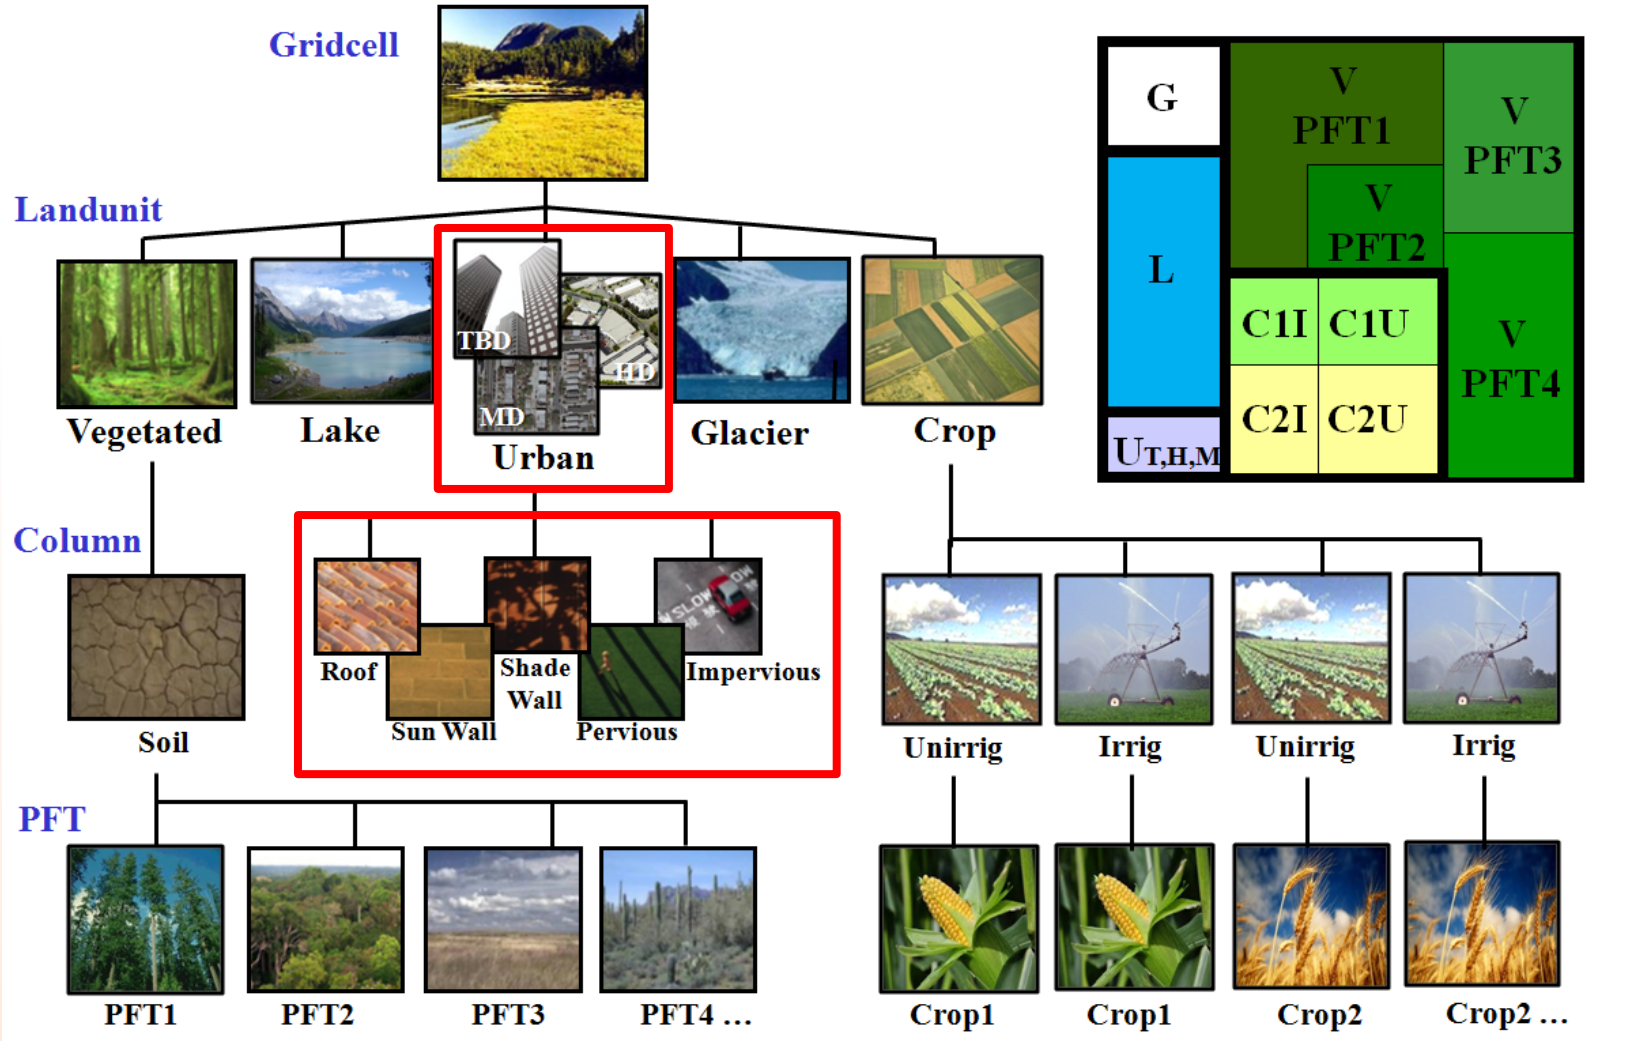 Gridcell
G
V
PFT1
V
PFT3
V
PFT2
L
C1I
C1U
V
PFT4
C2I
C2U
UT,H,M
Landunit
TBD
HD
MD
Vegetated
Lake
Urban
Glacier
Crop
Column
SLOW
OW
Roof
Sun Wall
Shade
Wall
Pervious
Impervious
Soil
Unirrig
Irrig
Unirrig
Irrig
PFT
PFT1
PFT2
PFT3
PFT4 ...
Crop1
Crop1
Crop2
Crop2 ...